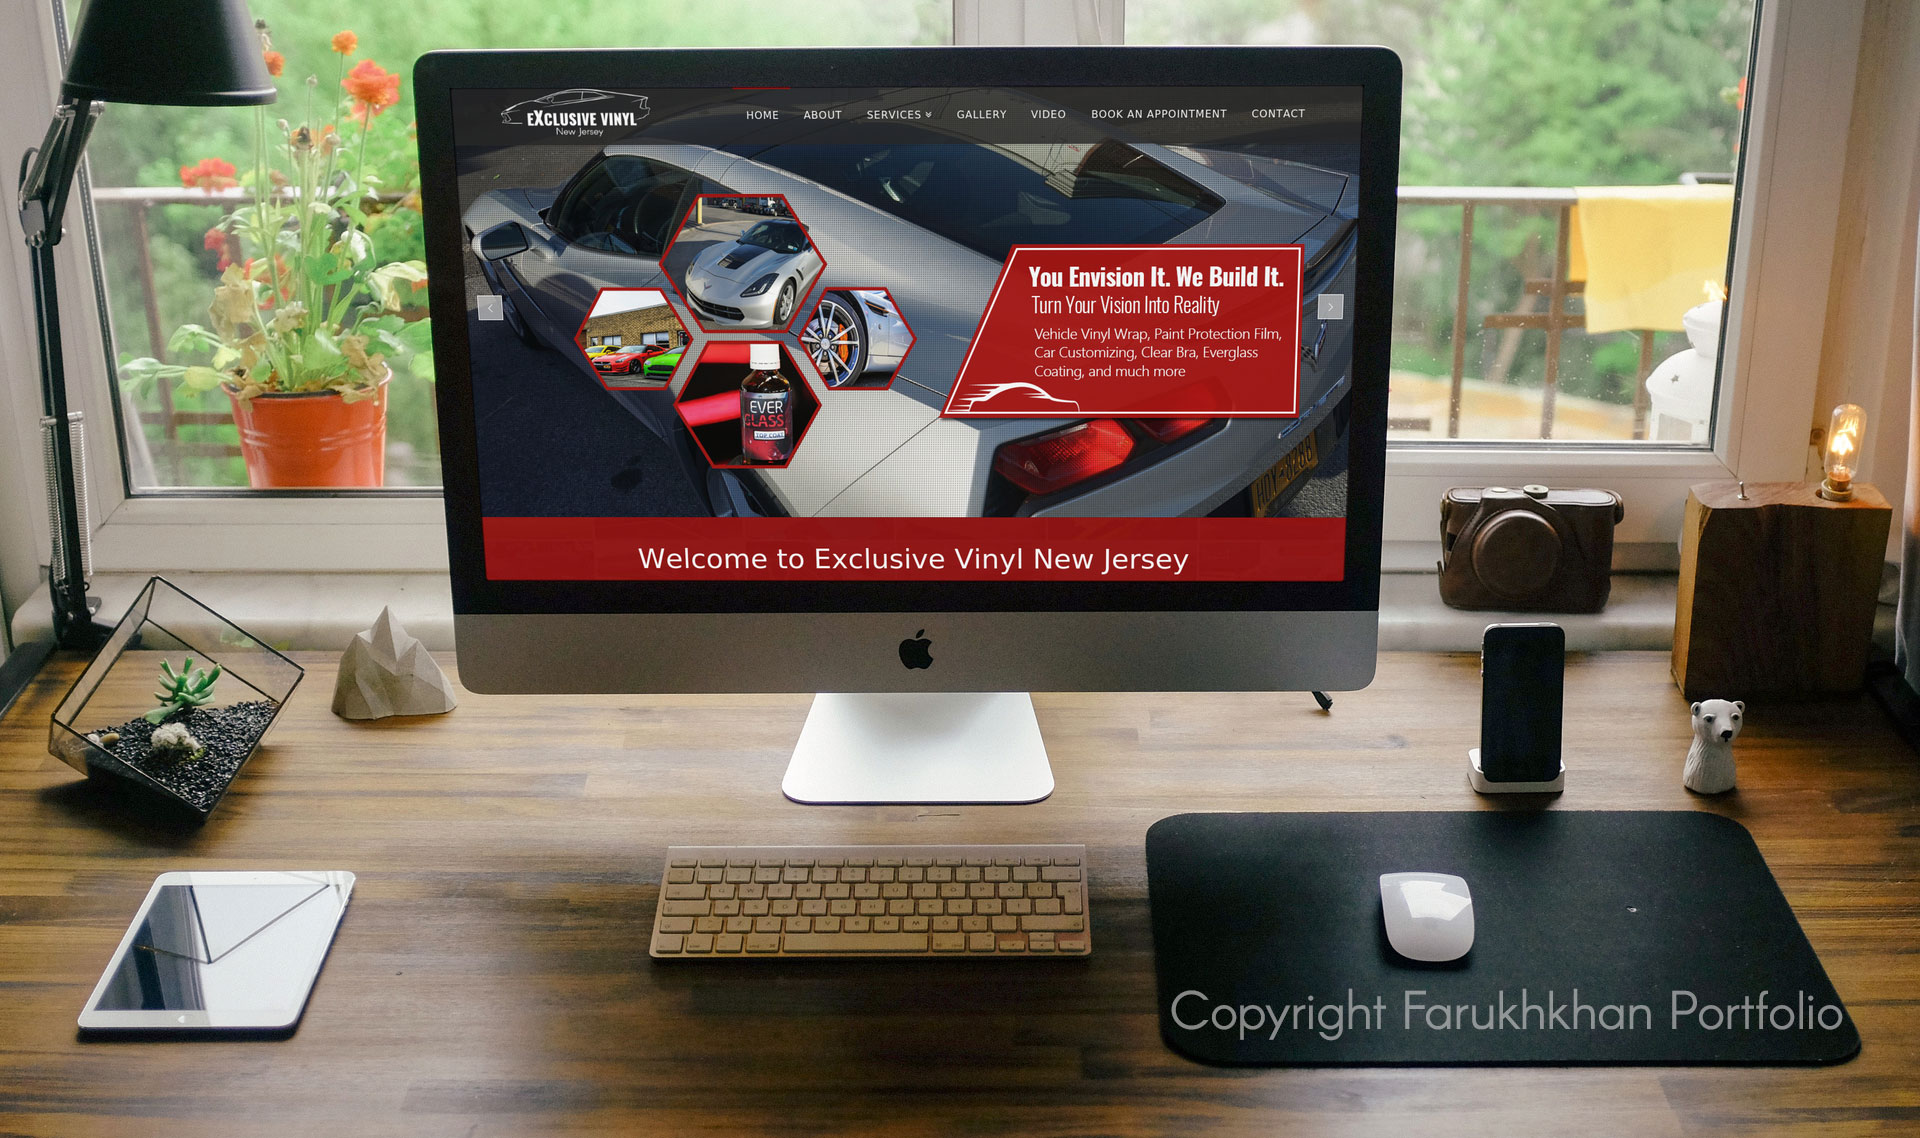 EXCLUSIVE VINYL
New Jersey
HOME
ABOUT
SERVICES
GALLERY
VIDEO
BOOK AN APPOINTMENT
CONTACT
You Envision It. We Build It.
Turn Your Vision Into Reality
Vehicle Vinyl Wrap, Paint Protection Film,
Car Customizing, Clear Bra, Everglass
Coating, and much more
EVER
GLASS
TOP COAT
Welcome to Exclusive Vinyl New Jersey
Copyright Farukhkhan Portfolio